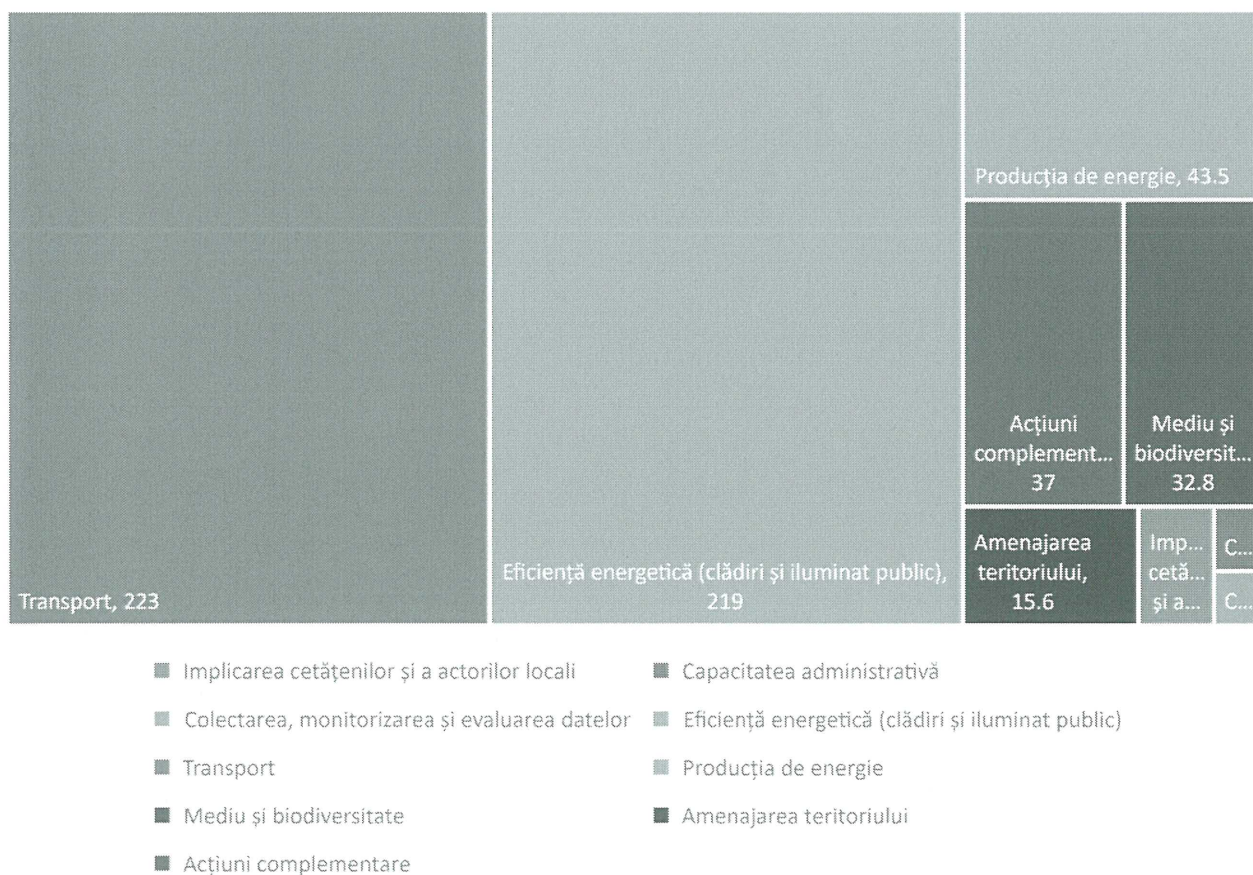 Transport, 223
Eficiență energetică (clădiri și iluminat public),
219
Producția de energie, 43.5
Acțiuni
complement...
37
Mediu și
biodiversit...
32.8
Amenajarea
teritoriului,
15.6
Imp...
cetă...
și a...
C...
C...
Implicarea cetățenilor și a actorilor locali
Capacitatea administrativă
Colectarea, monitorizarea și evaluarea datelor
Eficiență energetică (clădiri și iluminat public)
Transport
Producția de energie
Mediu și biodiversitate
Amenajarea teritoriului
Acțiuni complementare